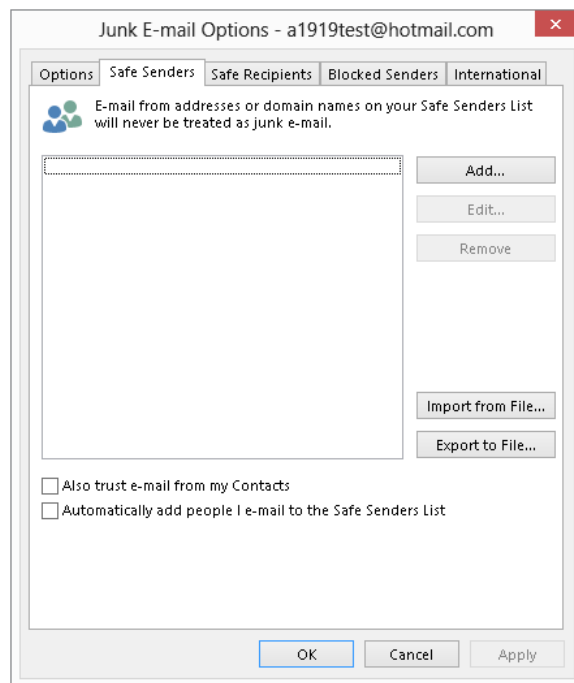 Junk E-mail Options - a1919test@hotmail.com
Options
Safe Senders
Safe Recipients
Blocked Senders
International
E-mail from addresses or domain names on your Safe Senders List
will never be treated as junk e-mail.
Add...
Edit...
Remove
Import from File...
Export to File...
Also trust e-mail from my Contacts
Automatically add people I e-mail to the Safe Senders List
OK
Cancel
Apply